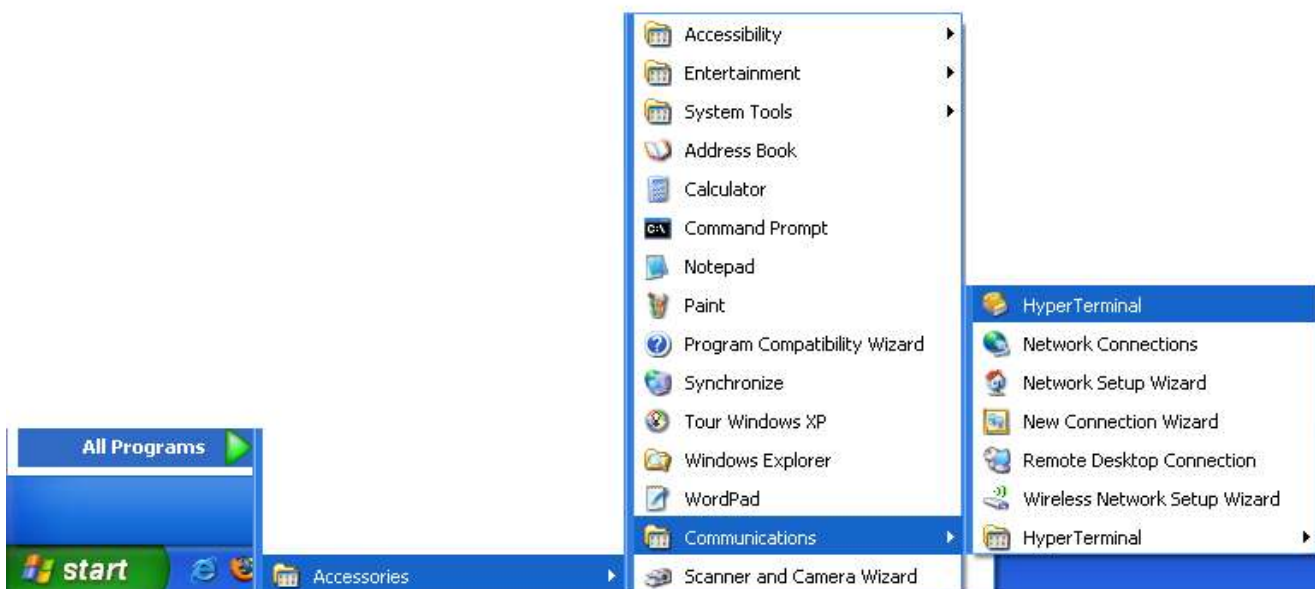 Accessibility
Entertainment
System Tools
Address Book
Calculator
C:\
Command Prompt
Notepad
Paint
Program Compatibility Wizard
Synchronize
Tour Windows XP
Windows Explorer
WordPad
Communications
Scanner and Camera Wizard
HyperTerminal
Network Connections
Network Setup Wizard
New Connection Wizard
Remote Desktop Connection
Wireless Network Setup Wizard
HyperTerminal
All Programs
start
Accessories